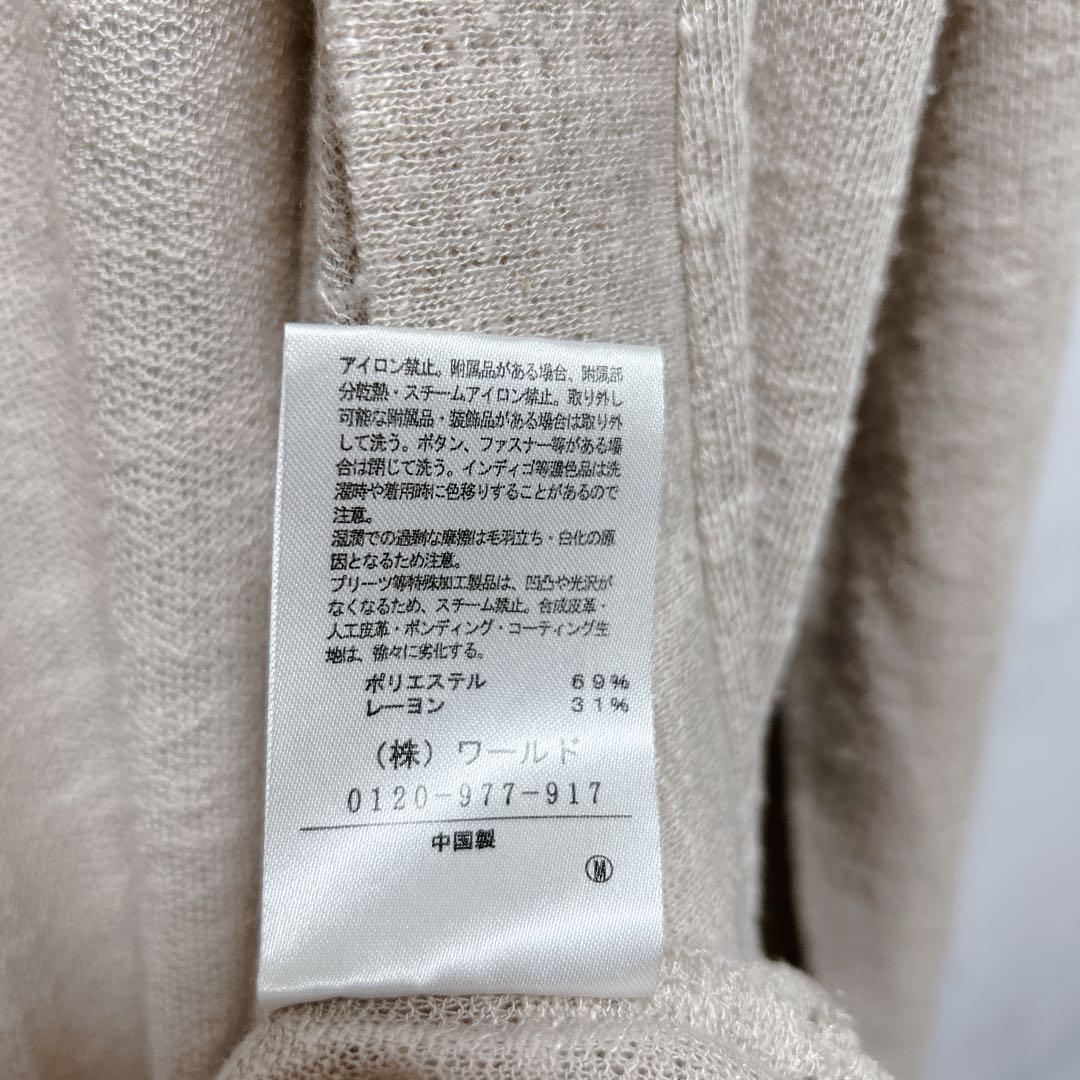 アイロン禁止。附属品がある場合、附属部
分乾熱・スチームアイロン禁止。取り外し
可能な附属品・装飾品がある場合は取り外
して洗う。ボタン、ファスナー等がある場
合は閉じて洗う。インディゴ等濃色品は洗
濯時や着用時に色移りすることがあるので
注意。
湿潤での過剰な摩擦は毛羽立ち・白化の原
因となるため注意。
プリーツ等特殊加工製品は、凹凸や光沢が
なくなるため、スチーム禁止。合成皮革・
人工皮革・ボンディング・コーティング生
地は、徐々に劣化する。
ポリエステル 69%
レーヨン 31%
(株)ワールド
0120-977-917
中国製
Ⓜ